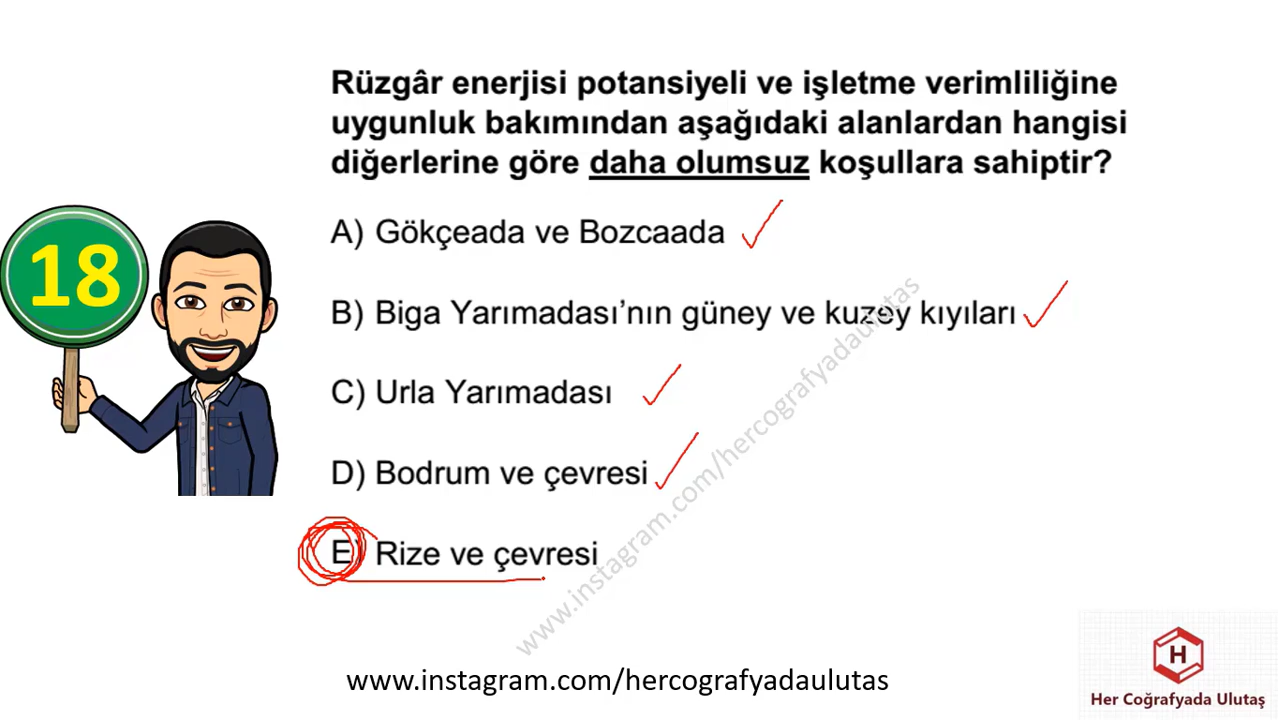 Rüzgâr enerjisi potansiyeli ve işletme verimliliğine
uygunluk bakımından aşağıdaki alanlardan hangisi
diğerlerine göre daha olumsuz koşullara sahiptir?
18
A) Gökçeada ve Bozcaada
B) Biga Yarımadası’nın güney ve kuzey kıyıları
C) Urla Yarımadası
D) Bodrum ve çevresi
E) Rize ve çevresi
www.instagram.com/hercografyadaulutas
www.instagram.com/hercografyadaulutas
H
Her Coğrafyada Ulutaş